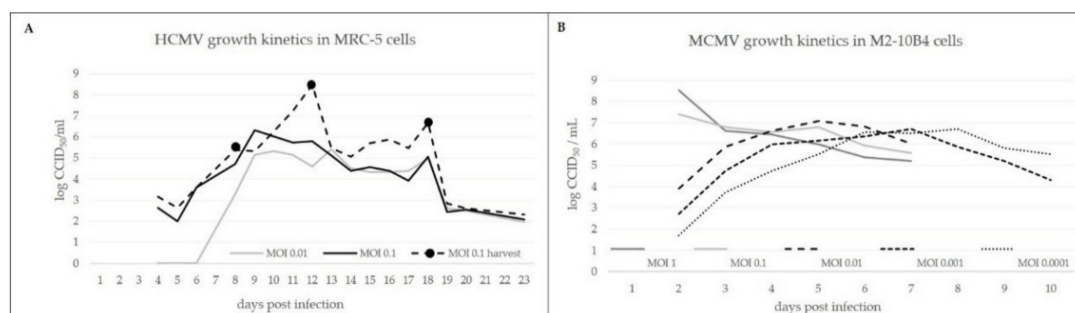 A
HCMV growth kinetics in MRC-5 cells
log CCID₅₀/ml
9
8
7
6
5
4
3
2
1
0
MOI 0.01 MOI 0.1 MOI 0.1 harvest
1 2 3 4 5 6 7 8 9 10 11 12 13 14 15 16 17 18 19 20 21 22 23
days post infection
B
MCMV growth kinetics in M2-10B4 cells
log CCID₅₀ / mL
9
8
7
6
5
4
3
2
1
0
MOI 1 MOI 0.1 MOI 0.01 MOI 0.001 MOI 0.0001
1 2 3 4 5 6 7 8 9 10
days post infection